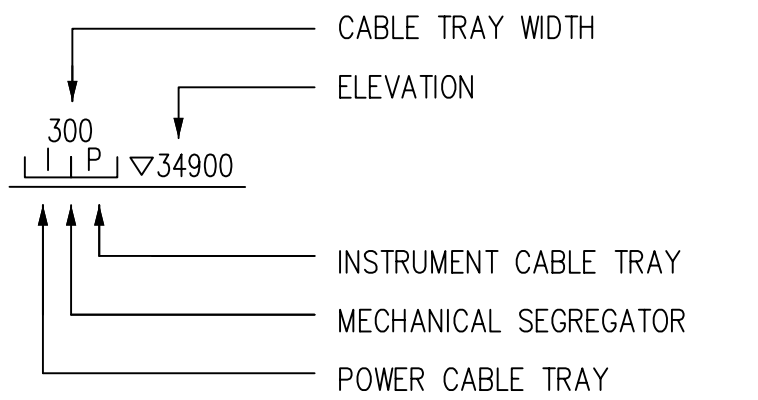 CABLE TRAY WIDTH
ELEVATION
300
I P ▽34900
INSTRUMENT CABLE TRAY
MECHANICAL SEGREGATOR
POWER CABLE TRAY